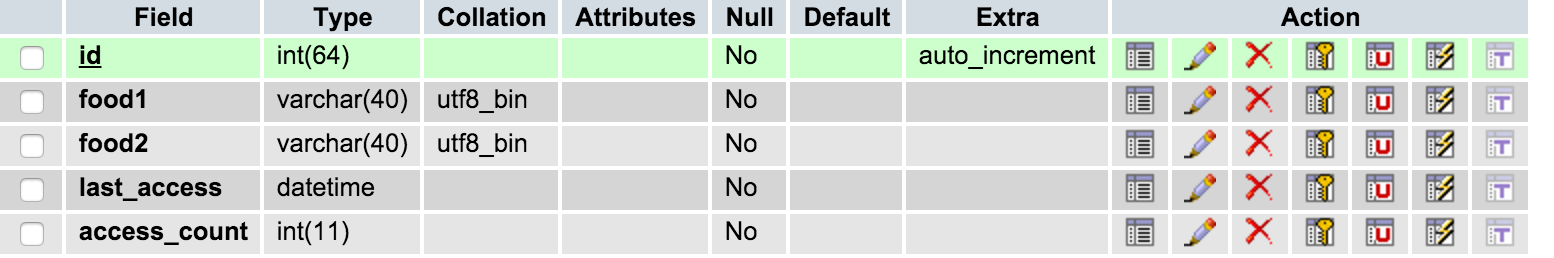 Field Type Collation Attributes Null Default Extra Action
id int(64) No auto_increment
food1 varchar(40) utf8_bin No
food2 varchar(40) utf8_bin No
last_access datetime No
access_count int(11) No